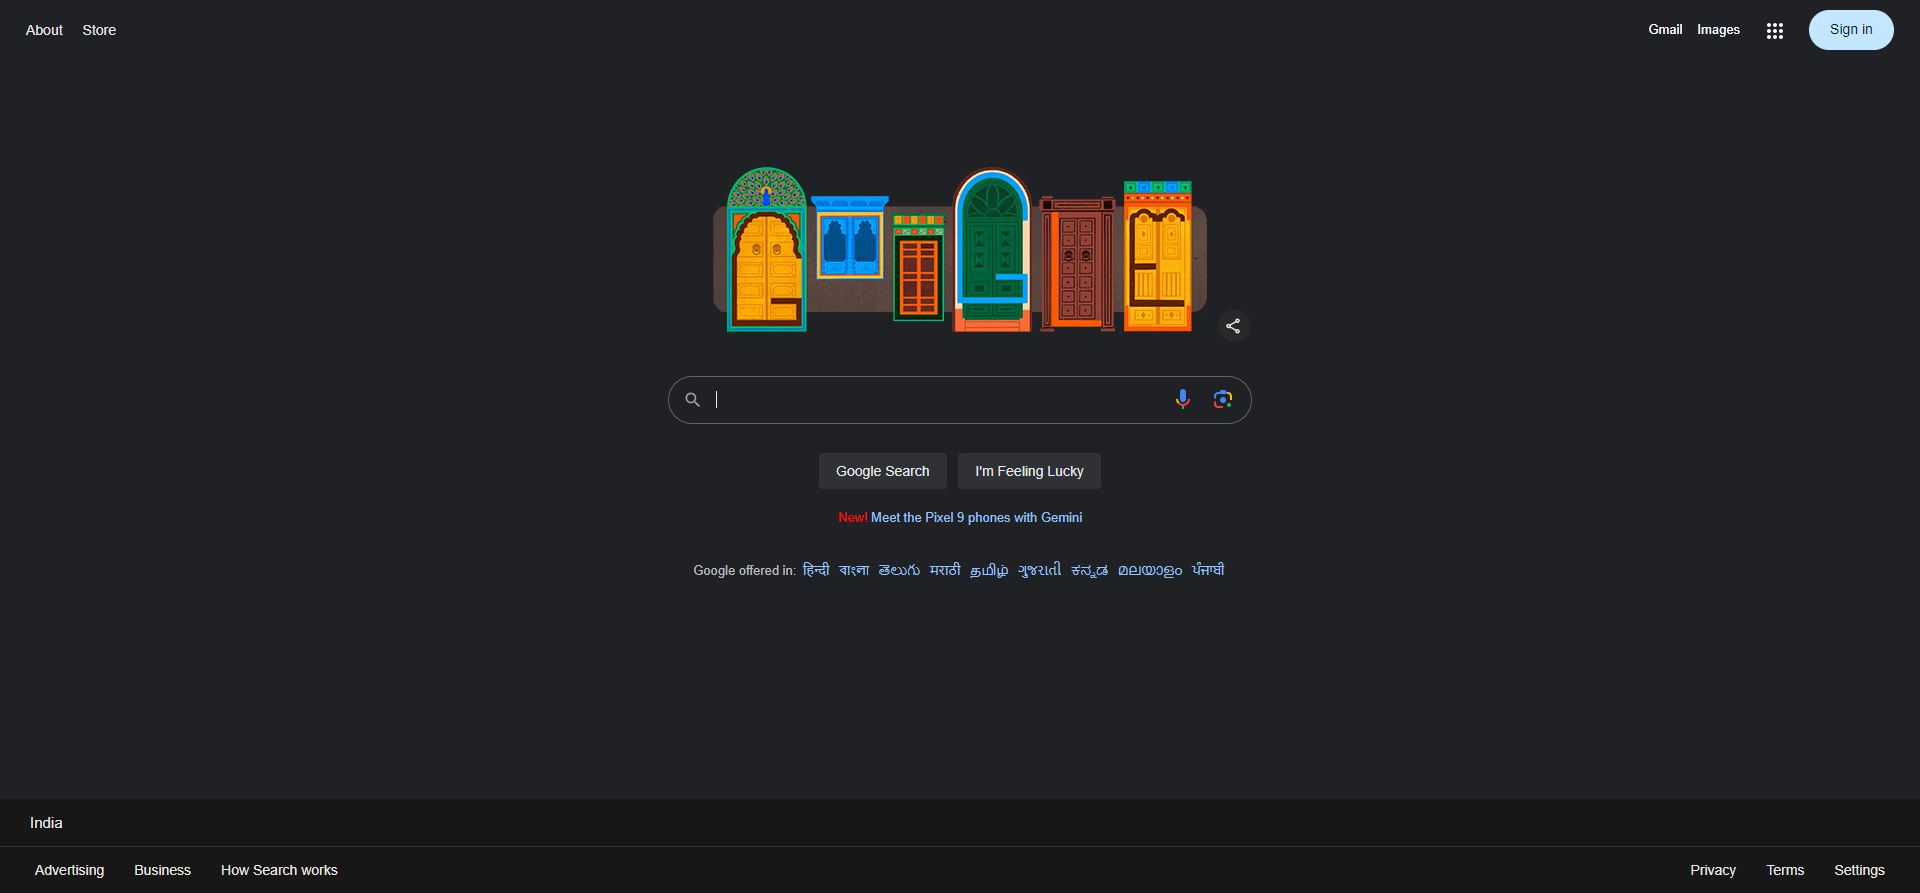 About Store
Gmail Images
Sign in
Google Search
I'm Feeling Lucky
New! Meet the Pixel 9 phones with Gemini
Google offered in: हिन्दी বাংলা తెలుగు मराठी தமிழ் ગુજરાતી ಕನ್ನಡ മലയാളം ਪੰਜਾਬੀ
India
Advertising Business How Search works
Privacy Terms Settings